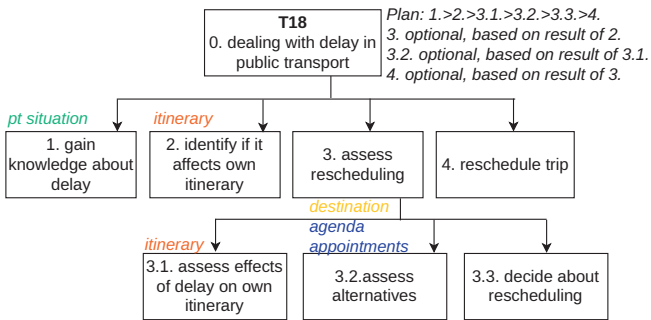 T18
0. dealing with delay in
public transport
Plan: 1.>2.>3.1.>3.2.>3.3.>4.
3. optional, based on result of 2.
3.2. optional, based on result of 3.1.
4. optional, based on result of 3.
pt situation
1. gain
knowledge about
delay
itinerary
2. identify if it
affects own
itinerary
3. assess
rescheduling
4. reschedule trip
destination
agenda
appointments
itinerary
3.1. assess effects
of delay on own
itinerary
3.2.assess
alternatives
3.3. decide about
rescheduling